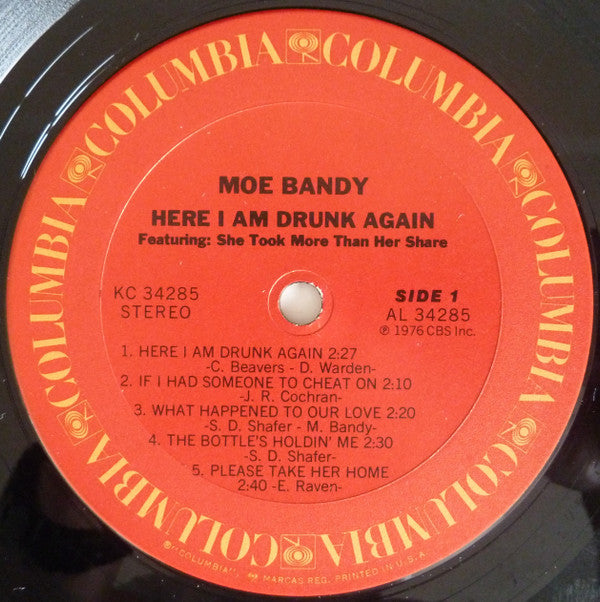 COLUMBIA COLUMBIA COLUMBIA COLUMBIA COLUMBIA COLUMBIA
MOE BANDY
HERE I AM DRUNK AGAIN
Featuring: She Took More Than Her Share
KC 34285
STEREO
SIDE 1
AL 34285
℗ 1976 CBS Inc.
1. HERE I AM DRUNK AGAIN 2:27
-C. Beavers - D. Warden-
2. IF I HAD SOMEONE TO CHEAT ON 2:10
-J. R. Cochran-
3. WHAT HAPPENED TO OUR LOVE 2:20
-S. D. Shafer - M. Bandy-
4. THE BOTTLE'S HOLDIN' ME 2:30
-S. D. Shafer-
5. PLEASE TAKE HER HOME
2:40 -E. Raven-
"COLUMBIA", MARCAS REG. PRINTED IN U.S.A.